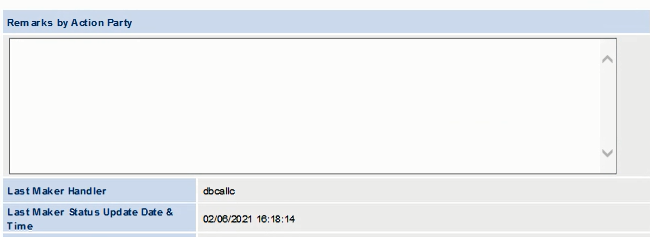 Remarks by Action Party
Last Maker Handler
dbcallc
Last Maker Status Update Date &
Time
02/06/2021 16:18:14